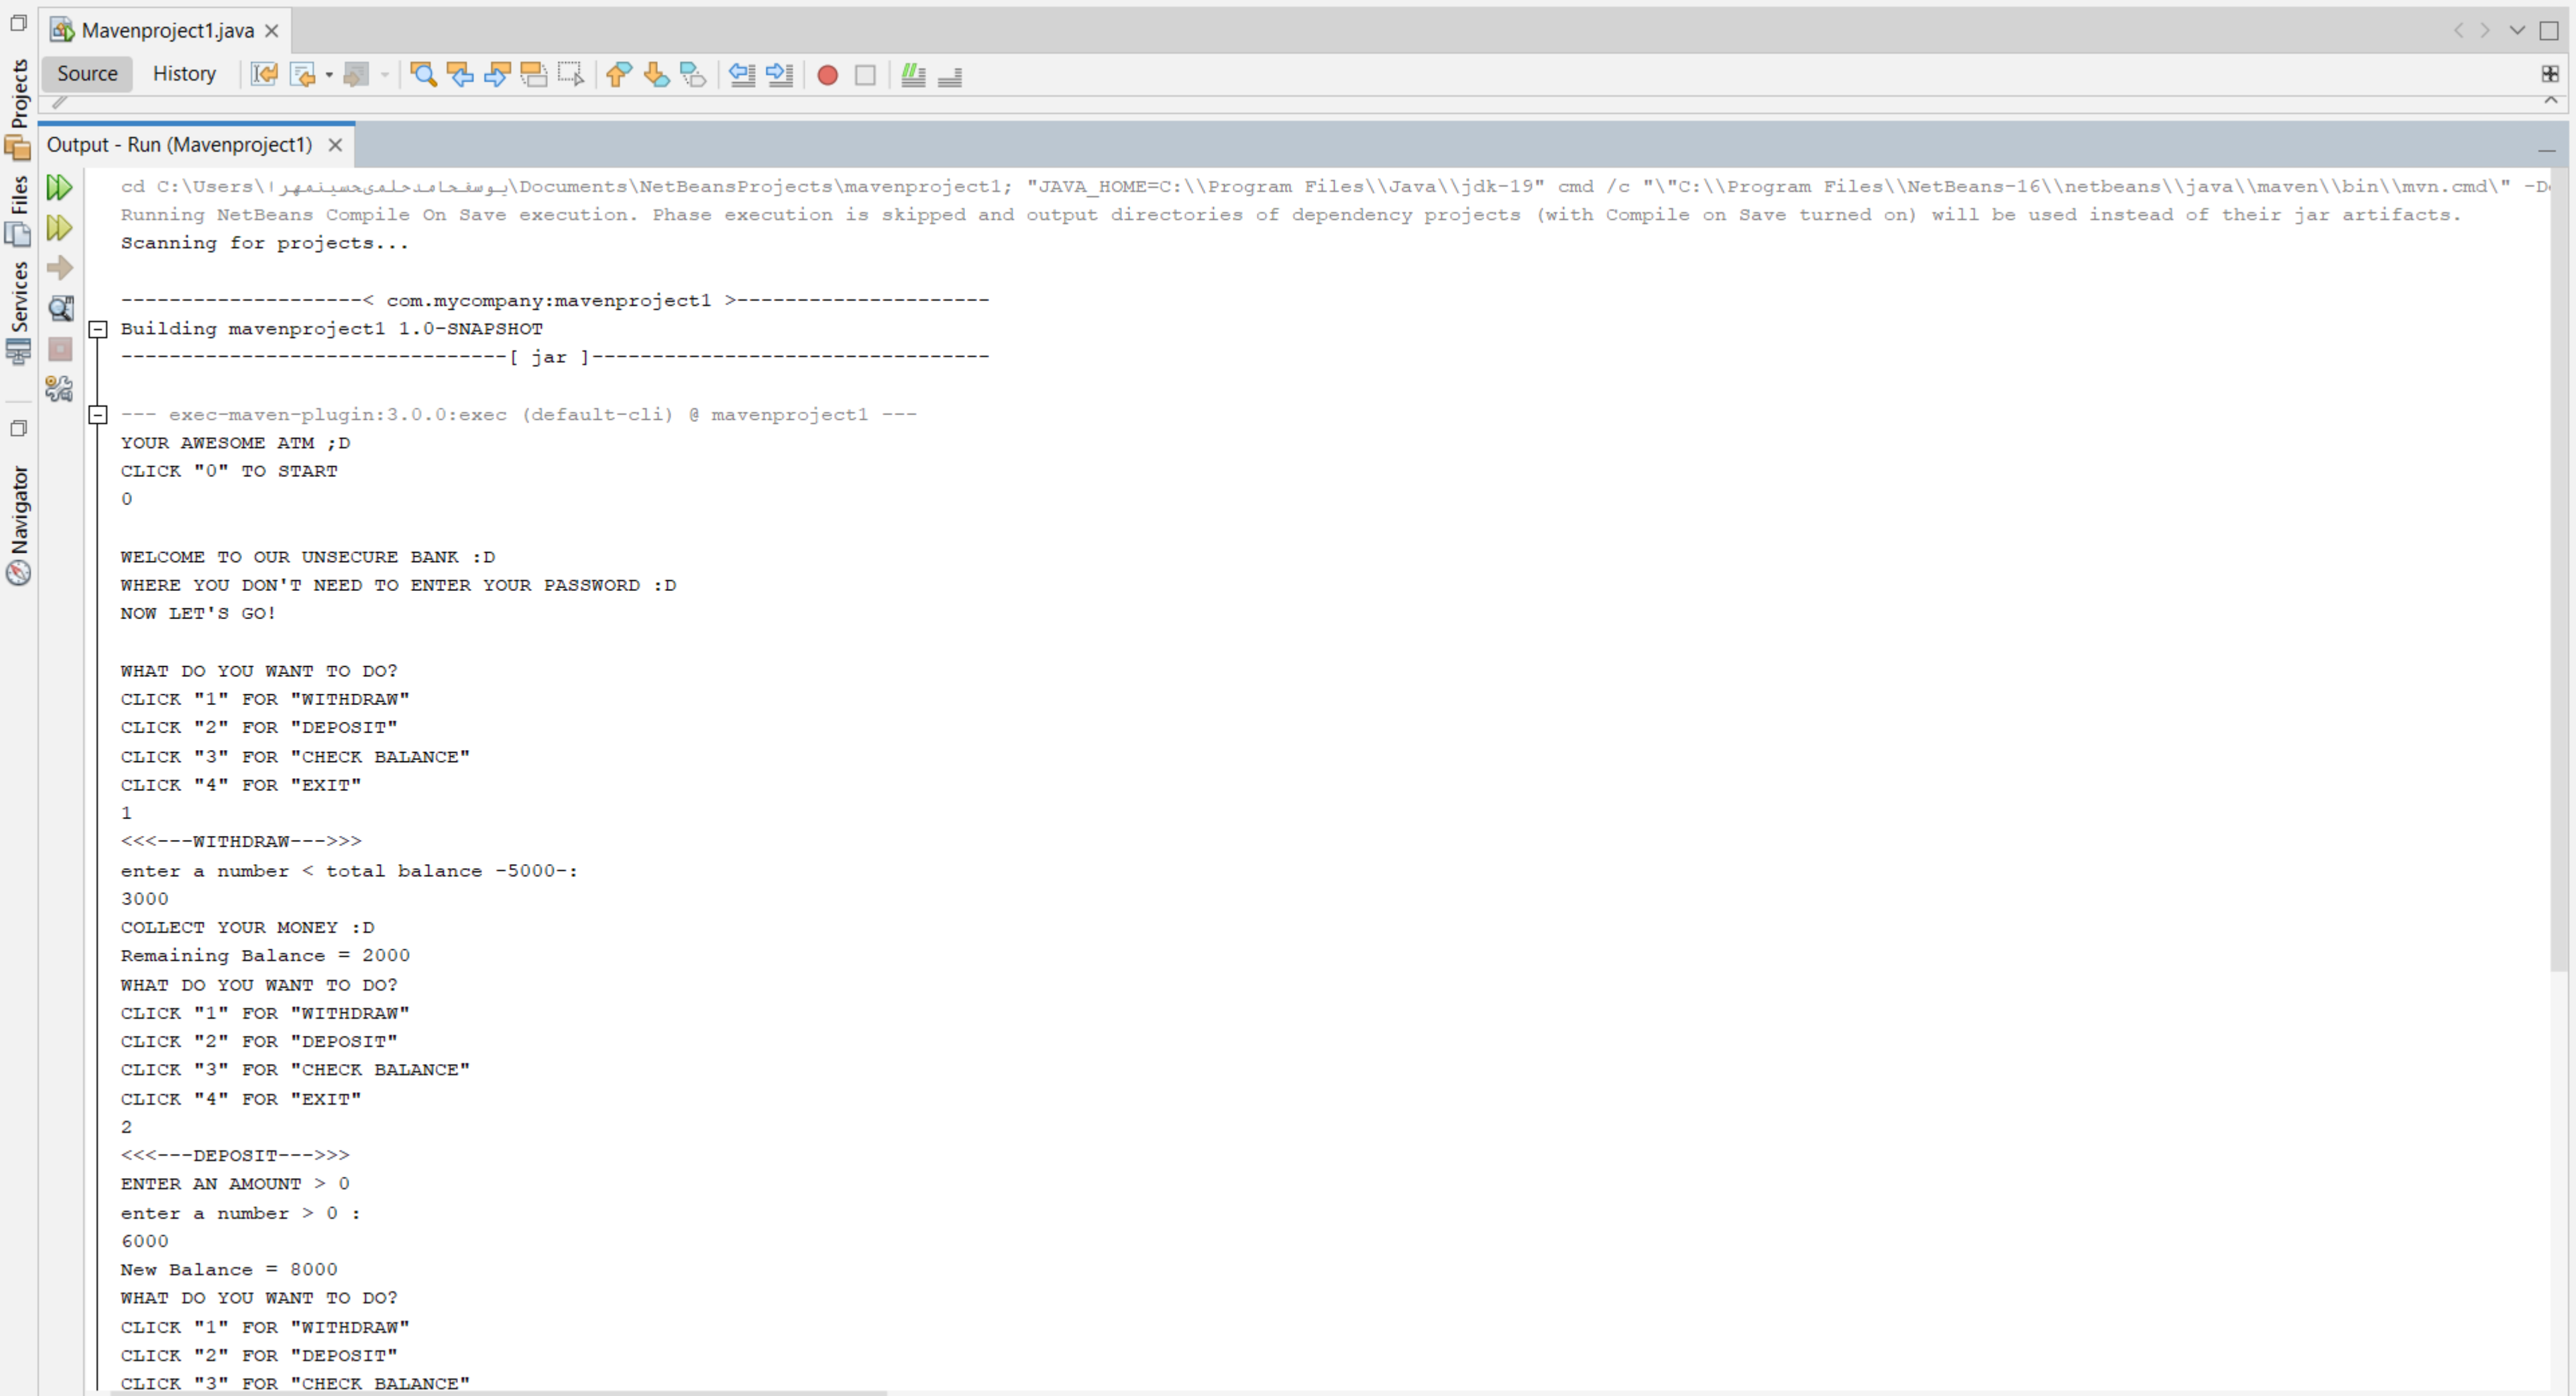 Mavenproject1.java
Source History
Projects
Files
Services
Navigator
Output - Run (Mavenproject1)
cd C:\Users\يوسفحامدحلمىحسينمهرا\Documents\NetBeansProjects\mavenproject1; "JAVA_HOME=C:\\Program Files\\Java\\jdk-19" cmd /c "\"C:\\Program Files\\NetBeans-16\\netbeans\\java\\maven\\bin\\mvn.cmd\"
Running NetBeans Compile On Save execution. Phase execution is skipped and output directories of dependency projects (with Compile on Save turned on) will be used instead of their jar artifacts.
Scanning for projects...
--------------------< com.mycompany:mavenproject1 >---------------------
Building mavenproject1 1.0-SNAPSHOT
--------------------------------[ jar ]---------------------------------
--- exec-maven-plugin:3.0.0:exec (default-cli) @ mavenproject1 ---
YOUR AWESOME ATM ;D
CLICK "0" TO START
0
WELCOME TO OUR UNSECURE BANK :D
WHERE YOU DON'T NEED TO ENTER YOUR PASSWORD :D
NOW LET'S GO!
WHAT DO YOU WANT TO DO?
CLICK "1" FOR "WITHDRAW"
CLICK "2" FOR "DEPOSIT"
CLICK "3" FOR "CHECK BALANCE"
CLICK "4" FOR "EXIT"
1
<<<---WITHDRAW--->>>
enter a number < total balance -5000-:
3000
COLLECT YOUR MONEY :D
Remaining Balance = 2000
WHAT DO YOU WANT TO DO?
CLICK "1" FOR "WITHDRAW"
CLICK "2" FOR "DEPOSIT"
CLICK "3" FOR "CHECK BALANCE"
CLICK "4" FOR "EXIT"
2
<<<---DEPOSIT--->>>
ENTER AN AMOUNT > 0
enter a number > 0 :
6000
New Balance = 8000
WHAT DO YOU WANT TO DO?
CLICK "1" FOR "WITHDRAW"
CLICK "2" FOR "DEPOSIT"
CLICK "3" FOR "CHECK BALANCE"